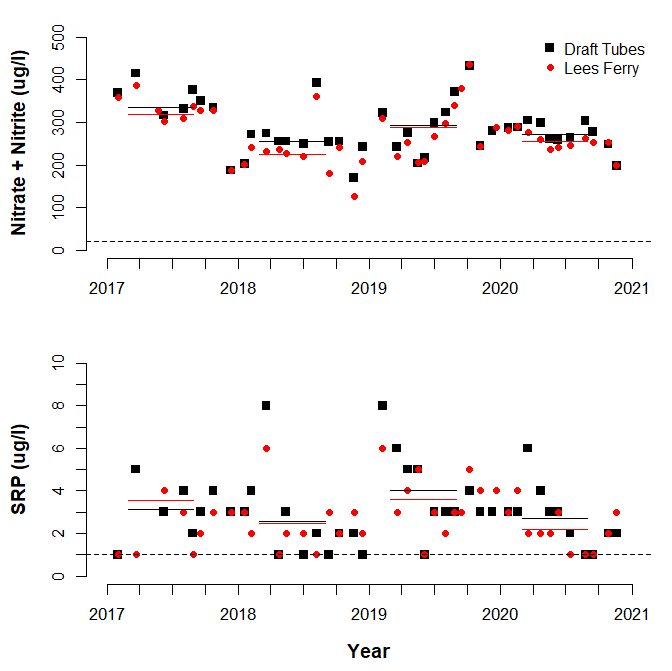 Nitrate + Nitrite (ug/l)
500
400
300
200
100
0
Draft Tubes
Lees Ferry
2017 2018 2019 2020 2021
SRP (ug/l)
10
8
6
4
2
0
2017 2018 2019 2020 2021
Year